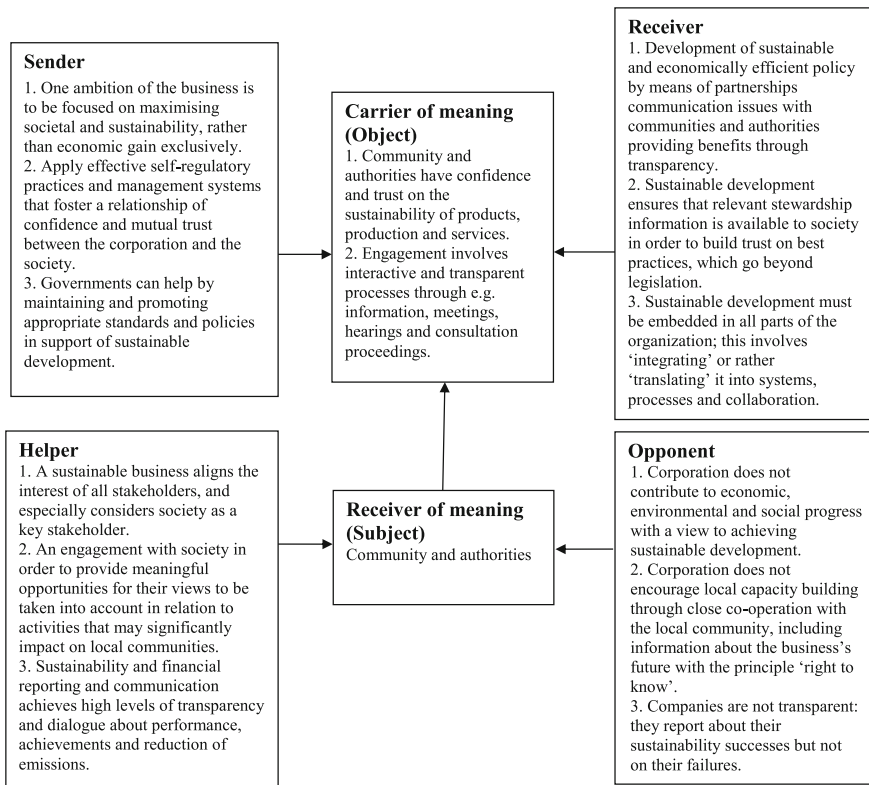 Sender
1. One ambition of the business is
to be focused on maximising
societal and sustainability, rather
than economic gain exclusively.
2. Apply effective self-regulatory
practices and management systems
that foster a relationship of
confidence and mutual trust
between the corporation and the
society.
3. Governments can help by
maintaining and promoting
appropriate standards and policies
in support of sustainable
development.
Carrier of meaning
(Object)
1. Community and
authorities have confidence
and trust on the
sustainability of products,
production and services.
2. Engagement involves
interactive and transparent
processes through e.g.
information, meetings,
hearings and consultation
proceedings.
Receiver
1. Development of sustainable
and economically efficient policy
by means of partnerships
communication issues with
communities and authorities
providing benefits through
transparency.
2. Sustainable development
ensures that relevant stewardship
information is available to society
in order to build trust on best
practices, which go beyond
legislation.
3. Sustainable development must
be embedded in all parts of the
organization; this involves
‘integrating’ or rather
‘translating’ it into systems,
processes and collaboration.
Helper
1. A sustainable business aligns the
interest of all stakeholders, and
especially considers society as a
key stakeholder.
2. An engagement with society in
order to provide meaningful
opportunities for their views to be
taken into account in relation to
activities that may significantly
impact on local communities.
3. Sustainability and financial
reporting and communication
achieves high levels of transparency
and dialogue about performance,
achievements and reduction of
emissions.
Receiver of meaning
(Subject)
Community and authorities
Opponent
1. Corporation does not
contribute to economic,
environmental and social progress
with a view to achieving
sustainable development.
2. Corporation does not
encourage local capacity building
through close co-operation with
the local community, including
information about the business’s
future with the principle ‘right to
know’.
3. Companies are not transparent:
they report about their
sustainability successes but not
on their failures.